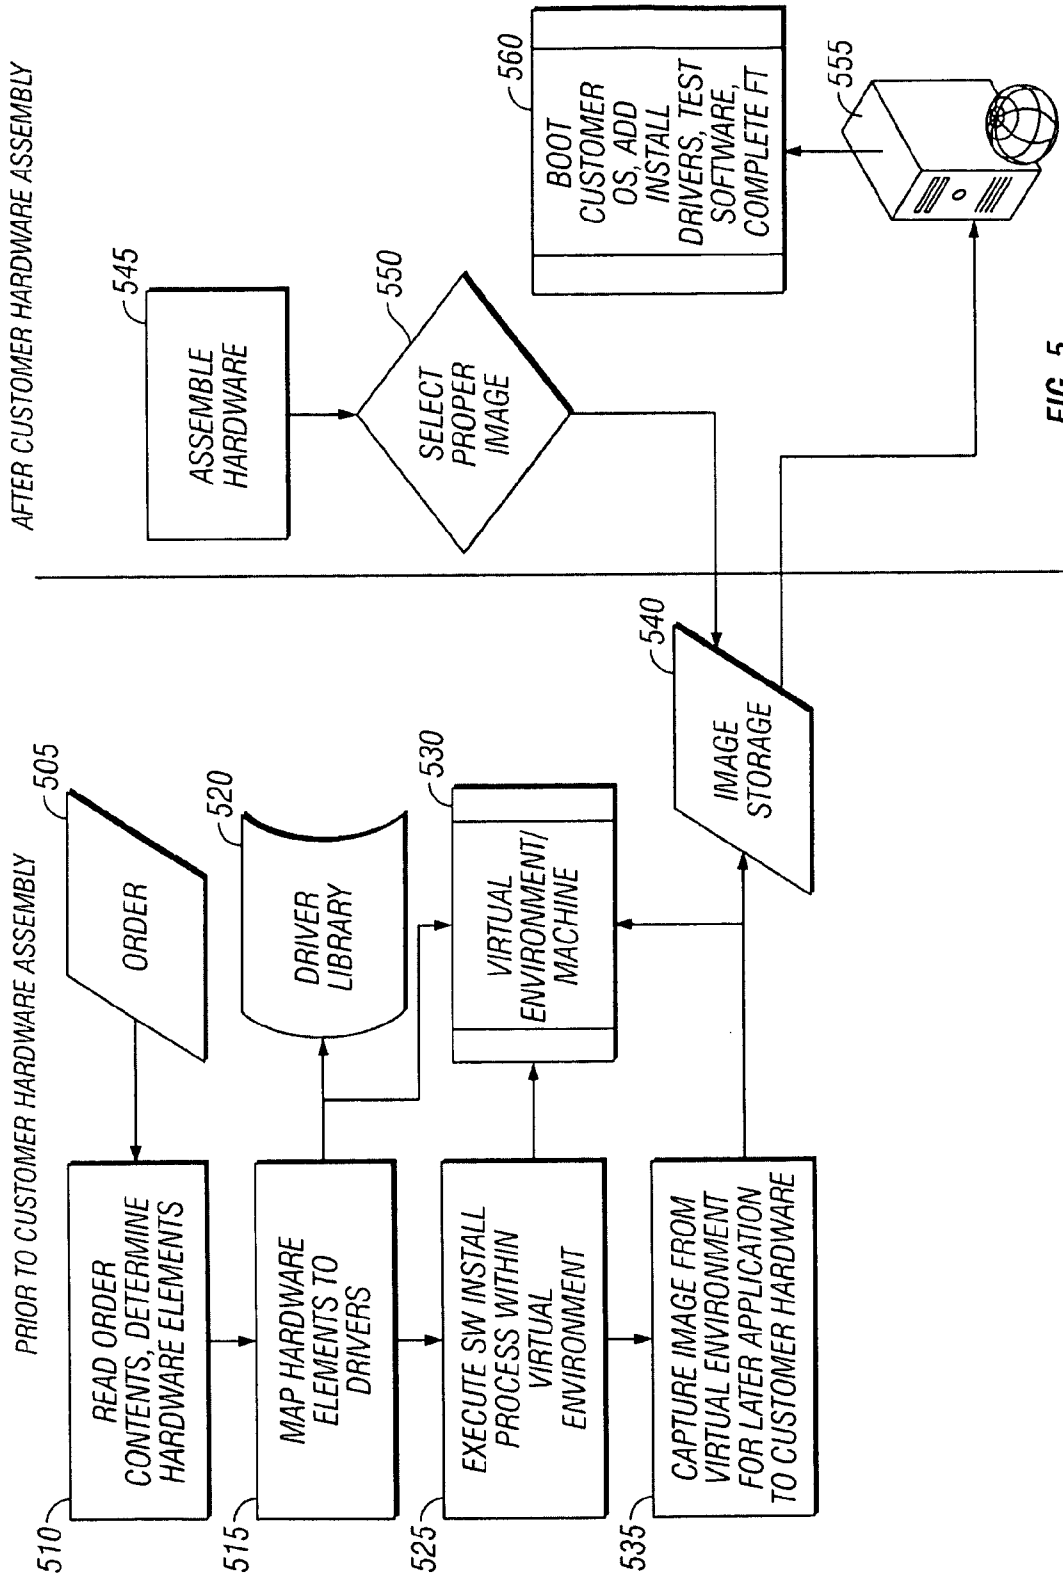 PRIOR TO CUSTOMER HARDWARE ASSEMBLY
AFTER CUSTOMER HARDWARE ASSEMBLY
510
READ ORDER
CONTENTS, DETERMINE
HARDWARE ELEMENTS
505
ORDER
515
MAP HARDWARE
ELEMENTS TO
DRIVERS
520
DRIVER
LIBRARY
525
EXECUTE SW INSTALL
PROCESS WITHIN
VIRTUAL
ENVIRONMENT
530
VIRTUAL
ENVIRONMENT/
MACHINE
535
CAPTURE IMAGE FROM
VIRTUAL ENVIRONMENT
FOR LATER APPLICATION
TO CUSTOMER HARDWARE
540
IMAGE
STORAGE
545
ASSEMBLE
HARDWARE
550
SELECT
PROPER
IMAGE
560
BOOT
CUSTOMER
OS, ADD
INSTALL
DRIVERS, TEST
SOFTWARE,
COMPLETE FT
555
FIG. 5